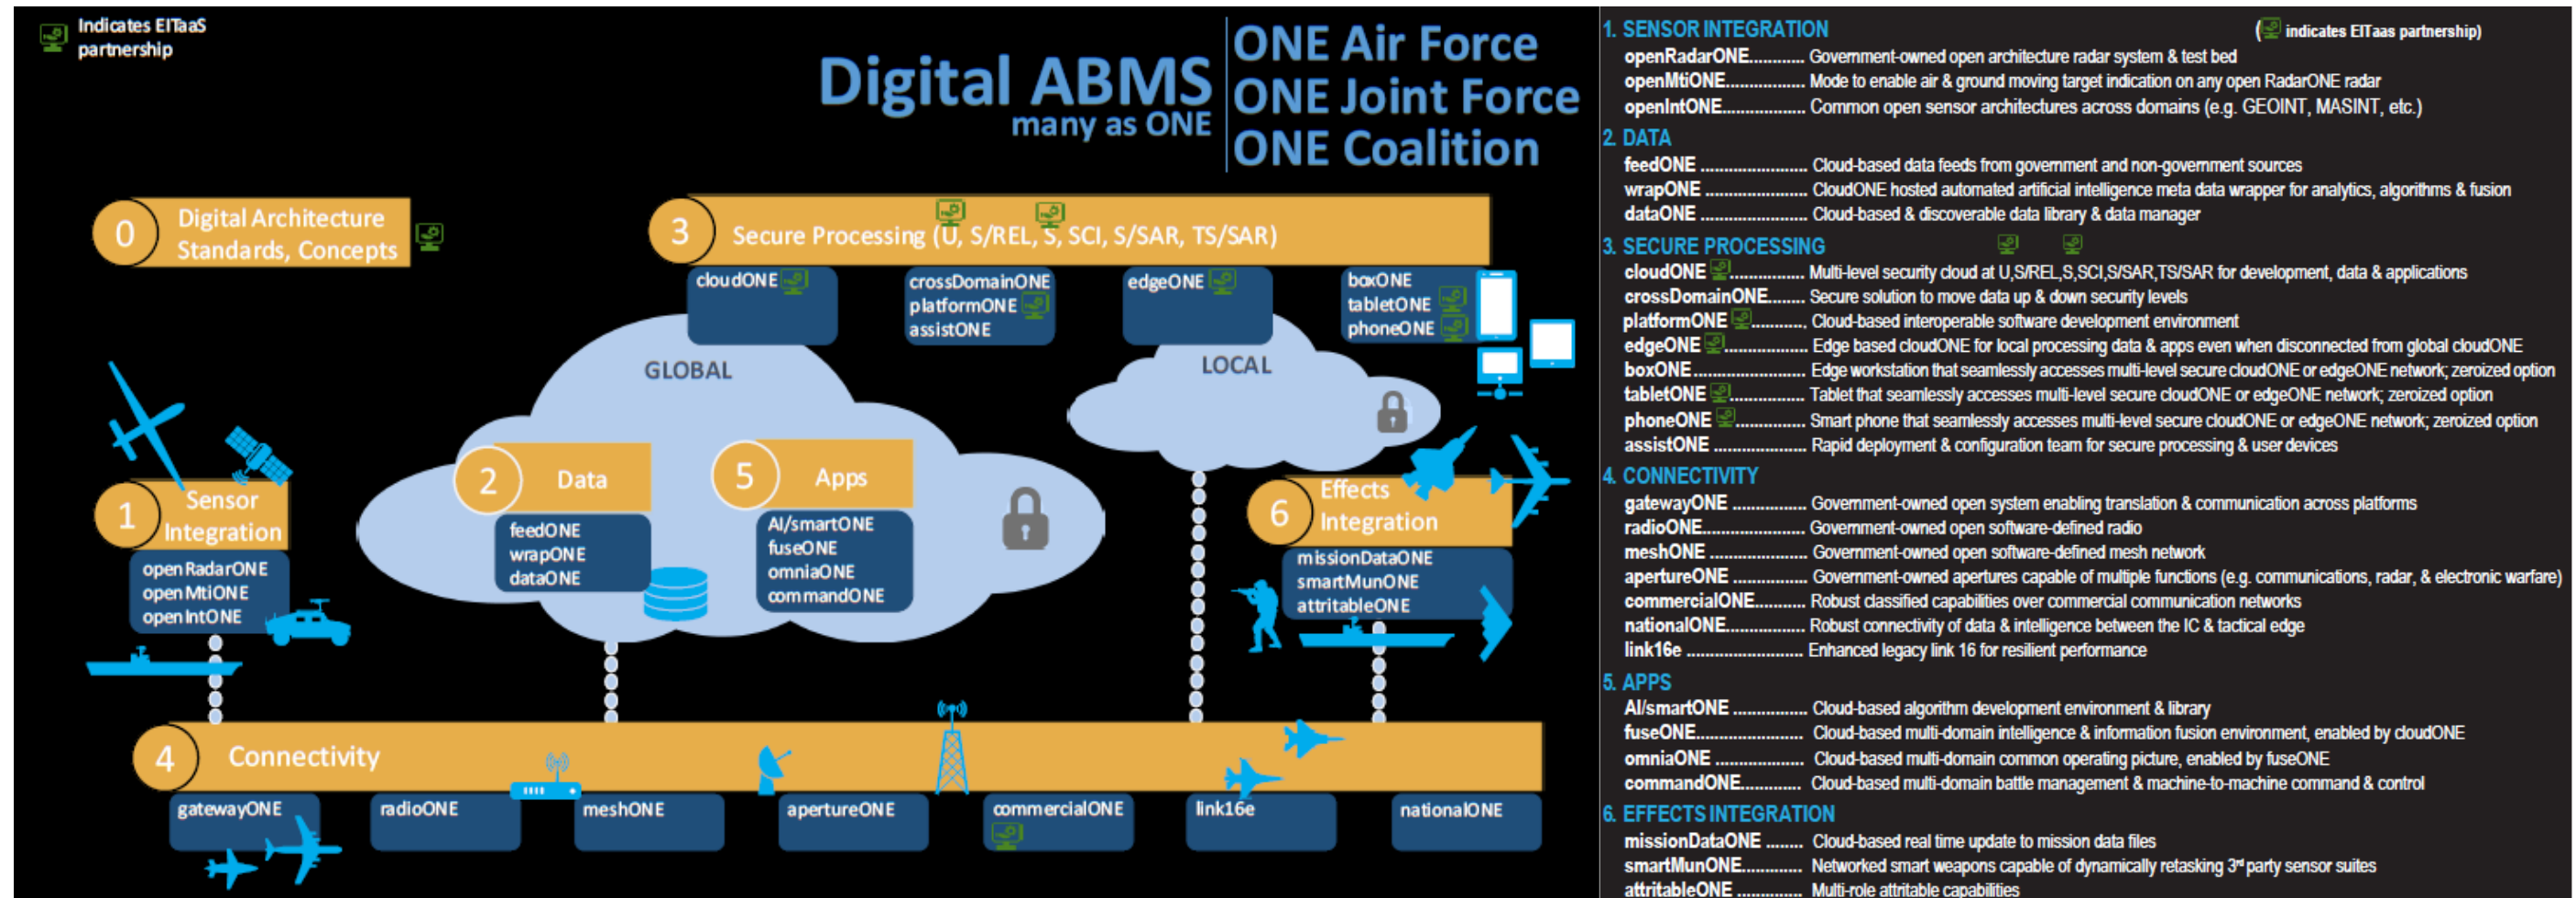 Indicates EITaaS
partnership
Digital ABMS
many as ONE
ONE Air Force
ONE Joint Force
ONE Coalition
0
Digital Architecture
Standards, Concepts
3
Secure Processing (U, S/REL, S, SCI, S/SAR, TS/SAR)
cloudONE
crossDomainONE
platformONE
assistONE
edgeONE
boxONE
tabletONE
phoneONE
GLOBAL
LOCAL
1
Sensor
Integration
openRadarONE
openMtiONE
openIntONE
2
Data
feedONE
wrapONE
dataONE
5
Apps
AI/smartONE
fuseONE
omniaONE
commandONE
6
Effects
Integration
missionDataONE
smartMunONE
attritableONE
4
Connectivity
gatewayONE
radioONE
meshONE
apertureONE
commercialONE
link16e
nationalONE
1. SENSOR INTEGRATION
( indicates EITaas partnership)
openRadarONE............ Government-owned open architecture radar system & test bed
openMtiONE................. Mode to enable air & ground moving target indication on any open RadarONE radar
openIntONE.................. Common open sensor architectures across domains (e.g. GEOINT, MASINT, etc.)
2. DATA
feedONE ....................... Cloud-based data feeds from government and non-government sources
wrapONE ...................... CloudONE hosted automated artificial intelligence meta data wrapper for analytics, algorithms & fusion
dataONE ....................... Cloud-based & discoverable data library & data manager
3. SECURE PROCESSING
cloudONE ................ Multi-level security cloud at U,S/REL,S,SCI,S/SAR,TS/SAR for development, data & applications
crossDomainONE........ Secure solution to move data up & down security levels
platformONE ............ Cloud-based interoperable software development environment
edgeONE ................. Edge based cloudONE for local processing data & apps even when disconnected from global cloudONE
boxONE........................ Edge workstation that seamlessly accesses multi-level secure cloudONE or edgeONE network; zeroized option
tabletONE ................ Tablet that seamlessly accesses multi-level secure cloudONE or edgeONE network; zeroized option
phoneONE ............... Smart phone that seamlessly accesses multi-level secure cloudONE or edgeONE network; zeroized option
assistONE .................... Rapid deployment & configuration team for secure processing & user devices
4. CONNECTIVITY
gatewayONE ................ Government-owned open system enabling translation & communication across platforms
radioONE...................... Government-owned open software-defined radio
meshONE ..................... Government-owned open software-defined mesh network
apertureONE ................ Government-owned apertures capable of multiple functions (e.g. communications, radar, & electronic warfare)
commercialONE........... Robust classified capabilities over commercial communication networks
nationalONE................. Robust connectivity of data & intelligence between the IC & tactical edge
link16e ......................... Enhanced legacy link 16 for resilient performance
5. APPS
AI/smartONE ................ Cloud-based algorithm development environment & library
fuseONE....................... Cloud-based multi-domain intelligence & information fusion environment, enabled by cloudONE
omniaONE ................... Cloud-based multi-domain common operating picture, enabled by fuseONE
commandONE............. Cloud-based multi-domain battle management & machine-to-machine command & control
6. EFFECTS INTEGRATION
missionDataONE ........ Cloud-based real time update to mission data files
smartMunONE............. Networked smart weapons capable of dynamically retasking 3rd party sensor suites
attritableONE .............. Multi-role attritable capabilities